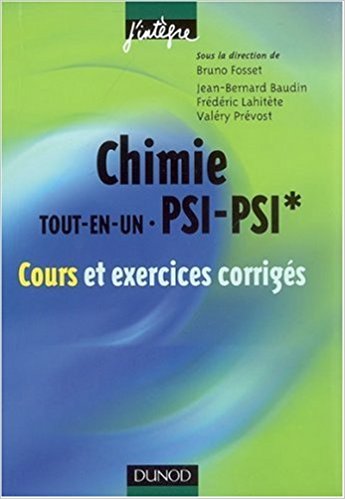 J'intègre
Sous la direction de
Bruno Fosset
Jean-Bernard Baudin
Frédéric Lahitète
Valéry Prévost
Chimie
TOUT-EN-UN • PSI-PSI*
Cours et exercices corrigés
DUNOD